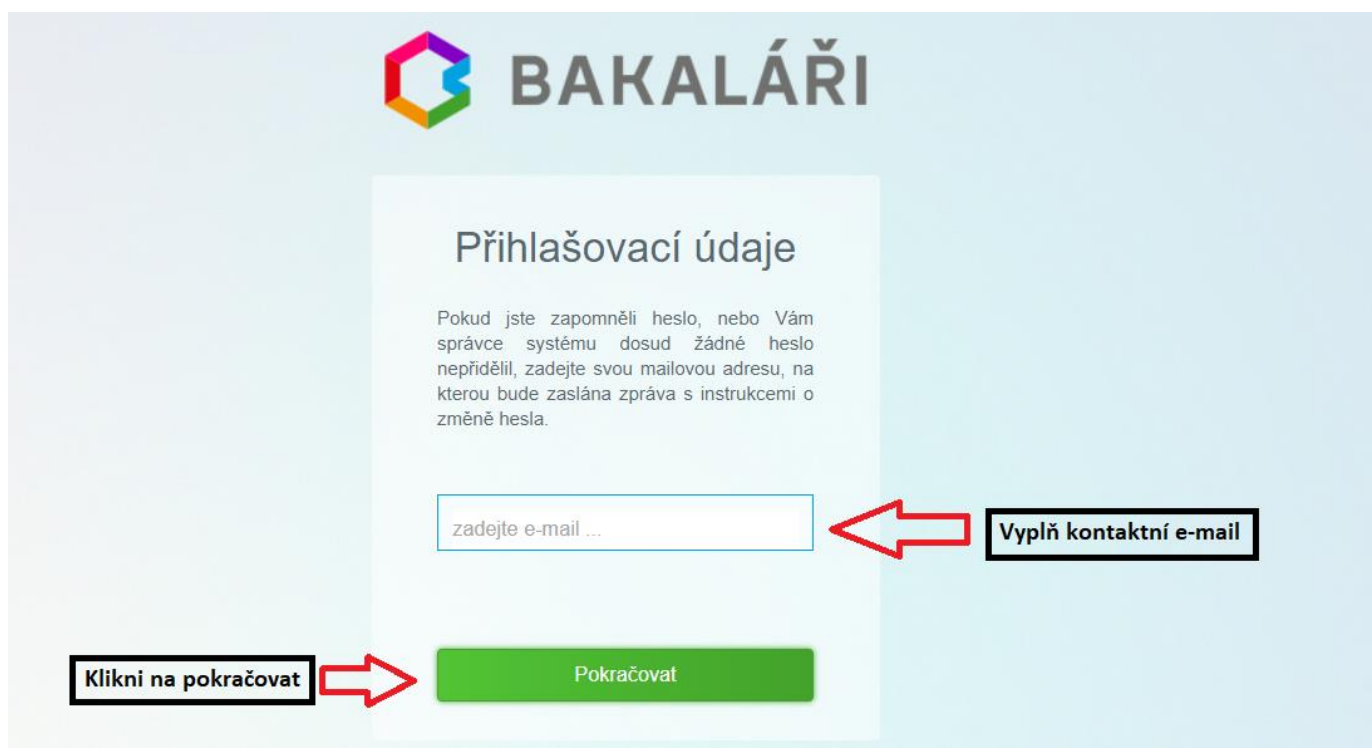 BAKALÁŘI
Přihlašovací údaje
Pokud jste zapomněli heslo, nebo Vám
správce systému dosud žádné heslo
nepřidělil, zadejte svou mailovou adresu, na
kterou bude zaslána zpráva s instrukcemi o
změně hesla.
zadejte e-mail ...
Vyplň kontaktní e-mail
Klikni na pokračovat
Pokračovat